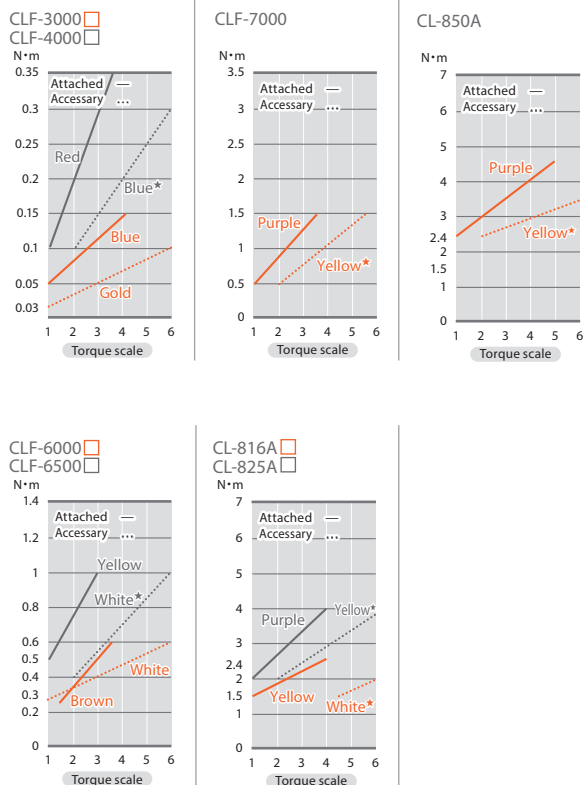 CLF-3000
CLF-4000
N•m
0.35
0.3
0.25
0.2
0.15
0.1
0.05
0.03
Attached —
Accessary ...
Red
Blue★
Blue
Gold
1 2 3 4 5 6
Torque scale
CLF-7000
N•m
3.5
3
2.5
2
1.5
1
0.5
0
Attached —
Accessary ...
Purple
Yellow★
1 2 3 4 5 6
Torque scale
CL-850A
N•m
7
6
5
4
3
2.4
2
1.5
1
0
Attached —
Accessary ...
Purple
Yellow★
1 2 3 4 5 6
Torque scale
CLF-6000
CLF-6500
N•m
1.4
1.2
1
0.8
0.6
0.5
0.4
0.3
0.2
0
Attached —
Accessary ...
Yellow
White★
White
Brown
1 2 3 4 5 6
Torque scale
CL-816A
CL-825A
N•m
7
6
5
4
3
2.4
2
1.5
1
0
Attached —
Accessary ...
Purple
Yellow★
Yellow
White★
1 2 3 4 5 6
Torque scale